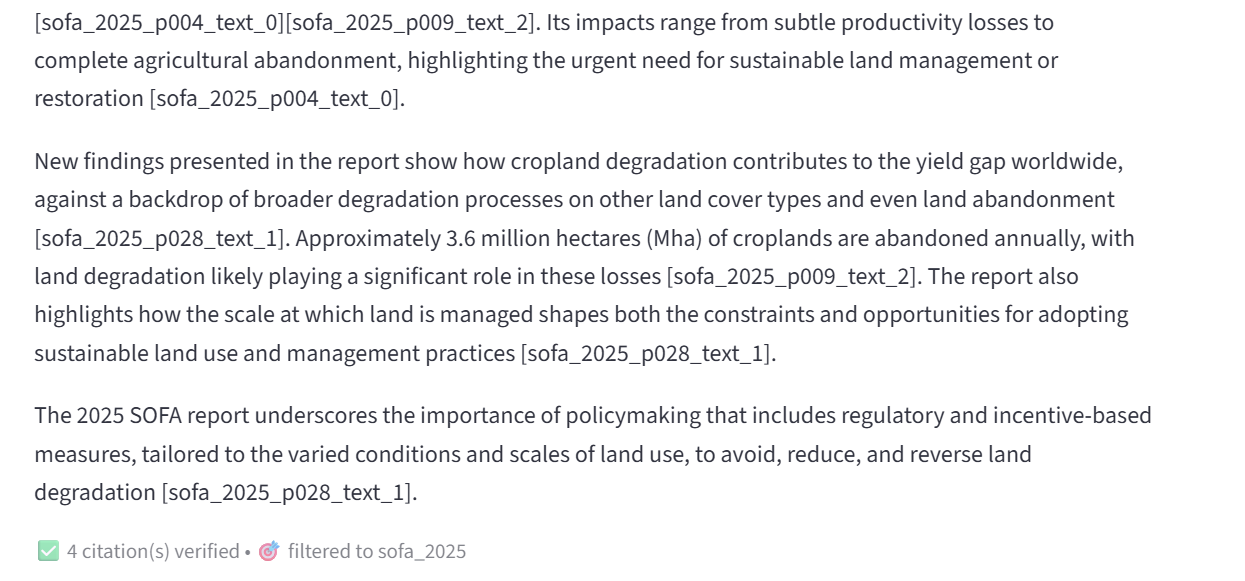 [sofa_2025_p004_text_0][sofa_2025_p009_text_2]. Its impacts range from subtle productivity losses to
complete agricultural abandonment, highlighting the urgent need for sustainable land management or
restoration [sofa_2025_p004_text_0].
New findings presented in the report show how cropland degradation contributes to the yield gap worldwide,
against a backdrop of broader degradation processes on other land cover types and even land abandonment
[sofa_2025_p028_text_1]. Approximately 3.6 million hectares (Mha) of croplands are abandoned annually, with
land degradation likely playing a significant role in these losses [sofa_2025_p009_text_2]. The report also
highlights how the scale at which land is managed shapes both the constraints and opportunities for adopting
sustainable land use and management practices [sofa_2025_p028_text_1].
The 2025 SOFA report underscores the importance of policymaking that includes regulatory and incentive-based
measures, tailored to the varied conditions and scales of land use, to avoid, reduce, and reverse land
degradation [sofa_2025_p028_text_1].
✅ 4 citation(s) verified • 🎯 filtered to sofa_2025